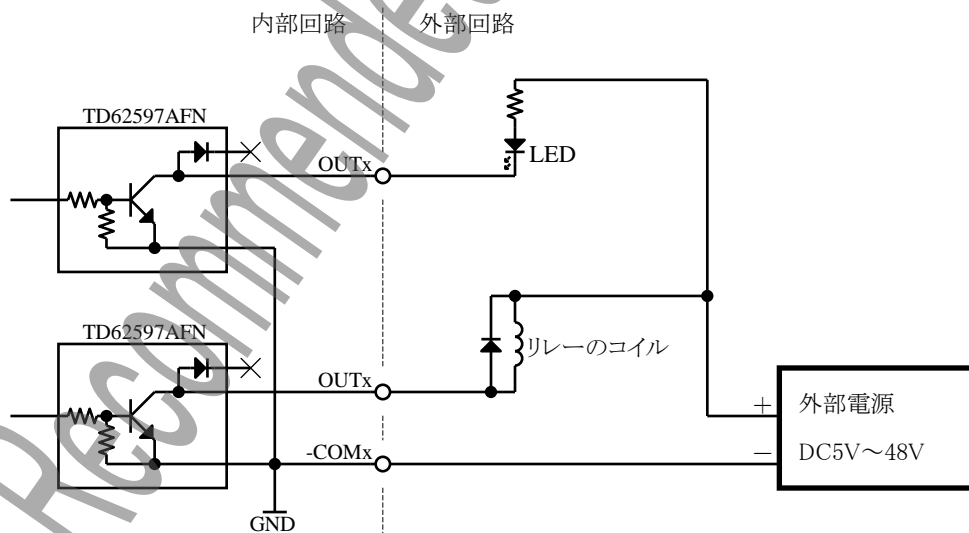 内部回路
外部回路
TD62597AFN
OUTx
LED
TD62597AFN
OUTx
リレーのコイル
-COMx
GND
+
外部電源
−
DC5V～48V
Recommended